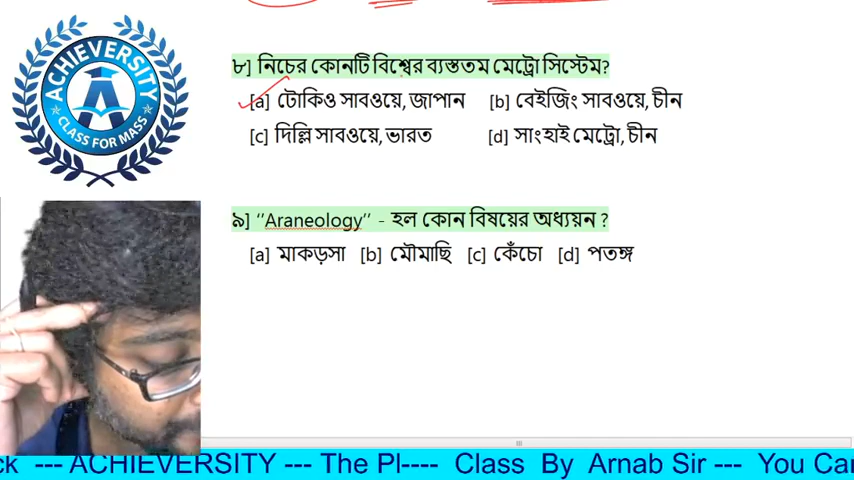 ACHIEVERSITY
CLASS FOR MASS
৮] নিচের কোনটি বিশ্বের ব্যস্ততম মেট্রো সিস্টেম?
[a] টোকিও সাবওয়ে, জাপান [b] বেইজিং সাবওয়ে, চীন
[c] দিল্লি সাবওয়ে, ভারত [d] সাংহাই মেট্রো, চীন
৯] ‘‘Araneology’’ - হল কোন বিষয়ের অধ্যয়ন ?
[a] মাকড়সা [b] মৌমাছি [c] কেঁচো [d] পতঙ্গ
ck --- ACHIEVERSITY --- The Pl---- Class By Arnab Sir --- You Can